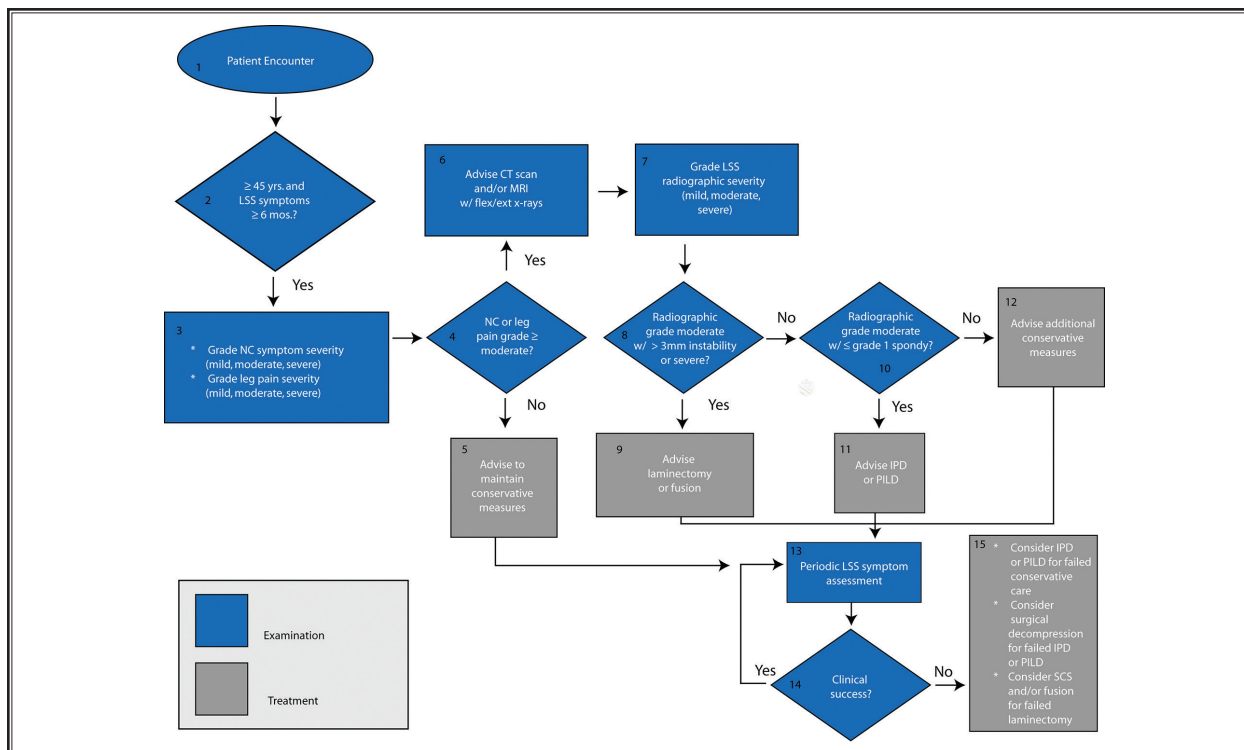 1
Patient Encounter
2
≥ 45 yrs. and
LSS symptoms
≥ 6 mos.?
Yes
3
* Grade NC symptom severity
(mild, moderate, severe)
* Grade leg pain severity
(mild, moderate, severe)
4
NC or leg
pain grade ≥
moderate?
Yes
No
5
Advise to
maintain
conservative
measures
6
Advise CT scan
and/or MRI
w/ flex/ext x-rays
7
Grade LSS
radiographic severity
(mild, moderate,
severe)
8
Radiographic
grade moderate
w/ > 3mm instability
or severe?
No
Yes
9
Advise
laminectomy
or fusion
Radiographic
grade moderate
w/ ≤ grade 1 spondy?
10
No
Yes
11
Advise IPD
or PILD
12
Advise additional
conservative
measures
13
Periodic LSS symptom
assessment
14
Clinical
success?
Yes
No
15
* Consider IPD
or PILD for failed
conservative
care
* Consider
surgical
decompression
for failed IPD
or PILD
* Consider SCS
and/or fusion
for failed
laminectomy
Examination
Treatment